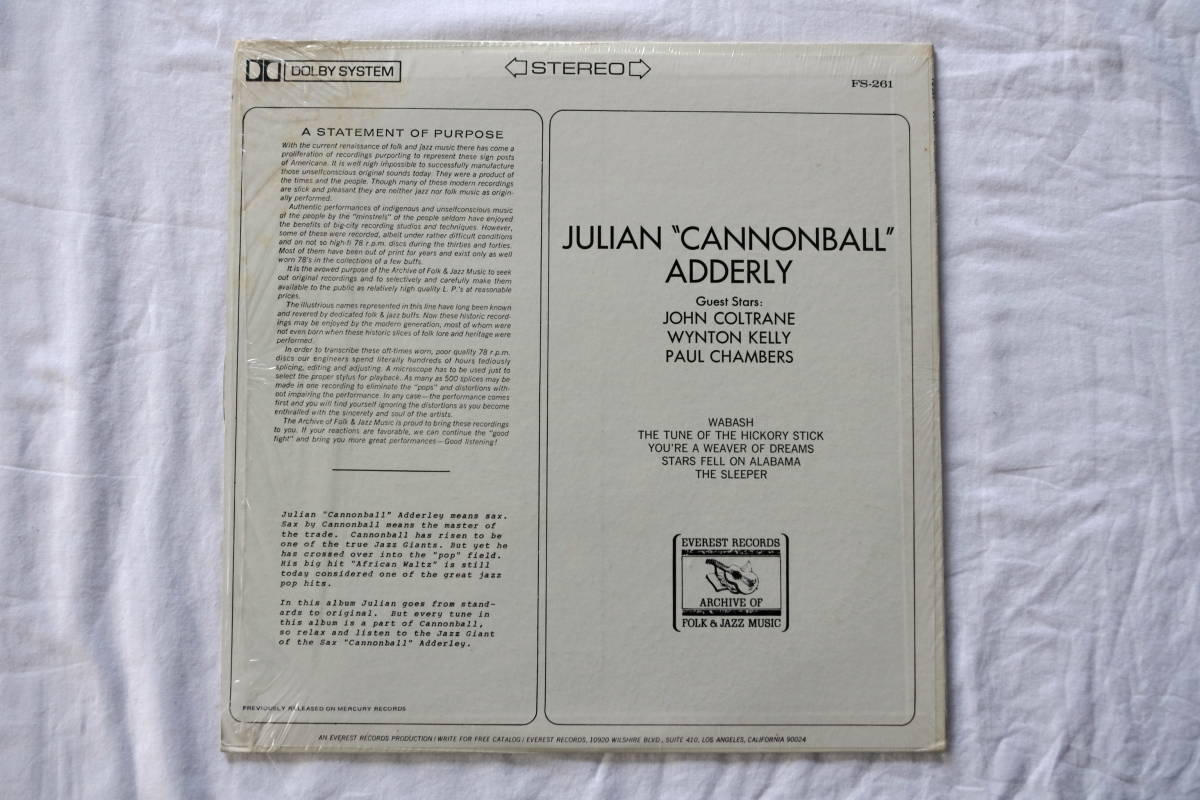 DOLBY SYSTEM
STEREO
FS-261
A STATEMENT OF PURPOSE
With the current renaissance of folk and jazz music there has come a
proliferation of recordings purporting to represent these sign posts
of Americana. It is well nigh impossible to successfully manufacture
those unselfconscious original sounds today. They were a product of
the times and the people. Though many of these modern recordings
are slick and pleasant they are neither jazz nor folk music as origin-
ally performed.
Authentic performances of indigenous and unselfconscious music
of the people by the "minstrels" of the people seldom have enjoyed
the benefits of big-city recording studios and techniques. However,
some of these were recorded, albeit under rather difficult conditions
and on not so high-fi 78 r.p.m. discs during the thirties and forties.
Most of them have been out of print for years and exist only as well
worn 78's in the collections of a few buffs.
It is the avowed purpose of the Archive of Folk & Jazz Music to seek
out original recordings and to selectively and carefully make them
available to the public as relatively high quality L. P.'s at reasonable
prices.
The illustrious names represented in this line have long been known
and revered by dedicated folk & jazz buffs. Now these historic record-
ings may be enjoyed by the modern generation, most of whom were
not even born when these historic slices of folk lore and heritage were
performed.
In order to transcribe these oft-times worn, poor quality 78 r.p.m.
discs our engineers spend literally hundreds of hours tediously
splicing, editing and adjusting. A microscope has to be used just to
select the proper stylus for playback. As many as 500 splices may be
made in one recording to eliminate the "pops" and distortions with-
out impairing the performance. In any case—the performance comes
first and you will find yourself ignoring the distortions as you become
enthralled with the sincerety and soul of the artists.
The Archive of Folk & Jazz Music is proud to bring these recordings
to you. If your reactions are favorable, we can continue the "good
fight" and bring you more great performances—Good listening!
Julian "Cannonball" Adderley means sax.
Sax by Cannonball means the master of
the trade. Cannonball has risen to be
one of the true Jazz Giants. But yet he
has crossed over into the "pop" field.
His big hit "African Waltz" is still
today considered one of the great jazz
pop hits.
In this album Julian goes from stand-
ards to original. But every tune in
this album is a part of Cannonball,
so relax and listen to the Jazz Giant
of the Sax "Cannonball" Adderley.
PREVIOUSLY RELEASED ON MERCURY RECORDS
JULIAN "CANNONBALL"
ADDERLY
Guest Stars:
JOHN COLTRANE
WYNTON KELLY
PAUL CHAMBERS
WABASH
THE TUNE OF THE HICKORY STICK
YOU'RE A WEAVER OF DREAMS
STARS FELL ON ALABAMA
THE SLEEPER
EVEREST RECORDS
ARCHIVE OF
FOLK & JAZZ MUSIC
AN EVEREST RECORDS PRODUCTION / WRITE FOR FREE CATALOG / EVEREST RECORDS, 10920 WILSHIRE BLVD., SUITE 410, LOS ANGELES, CALIFORNIA 90024